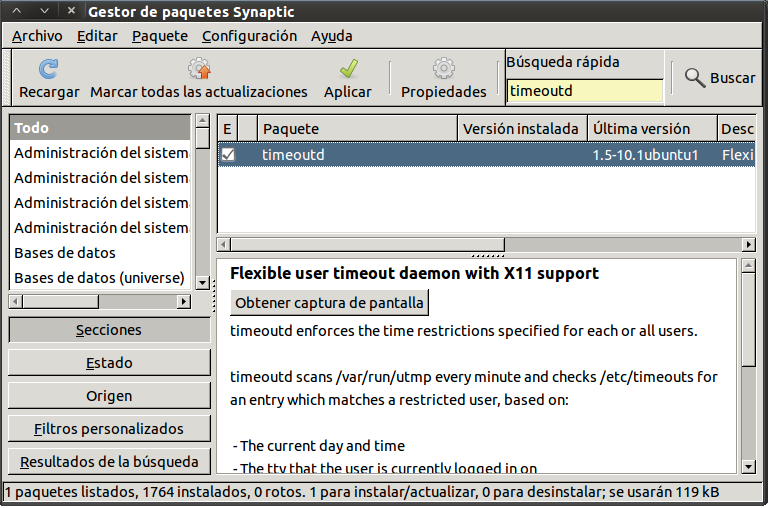 Gestor de paquetes Synaptic
Archivo Editar Paquete Configuración Ayuda
Recargar Marcar todas las actualizaciones Aplicar Propiedades
Búsqueda rápida
timeoutd
Buscar
Todo
Administración del sistem
Administración del sistem
Administración del sistem
Administración del sistem
Bases de datos
Bases de datos (universe)
Secciones
Estado
Origen
Filtros personalizados
Resultados de la búsqueda
E Paquete Versión instalada Última versión Desc
timeoutd 1.5-10.1ubuntu1 Flexi
Flexible user timeout daemon with X11 support
Obtener captura de pantalla
timeoutd enforces the time restrictions specified for each or all users.
timeoutd scans /var/run/utmp every minute and checks /etc/timeouts for
an entry which matches a restricted user, based on:
- The current day and time
- The tty that the user is currently logged in on
1 paquetes listados, 1764 instalados, 0 rotos. 1 para instalar/actualizar, 0 para desinstalar; se usarán 119 kB